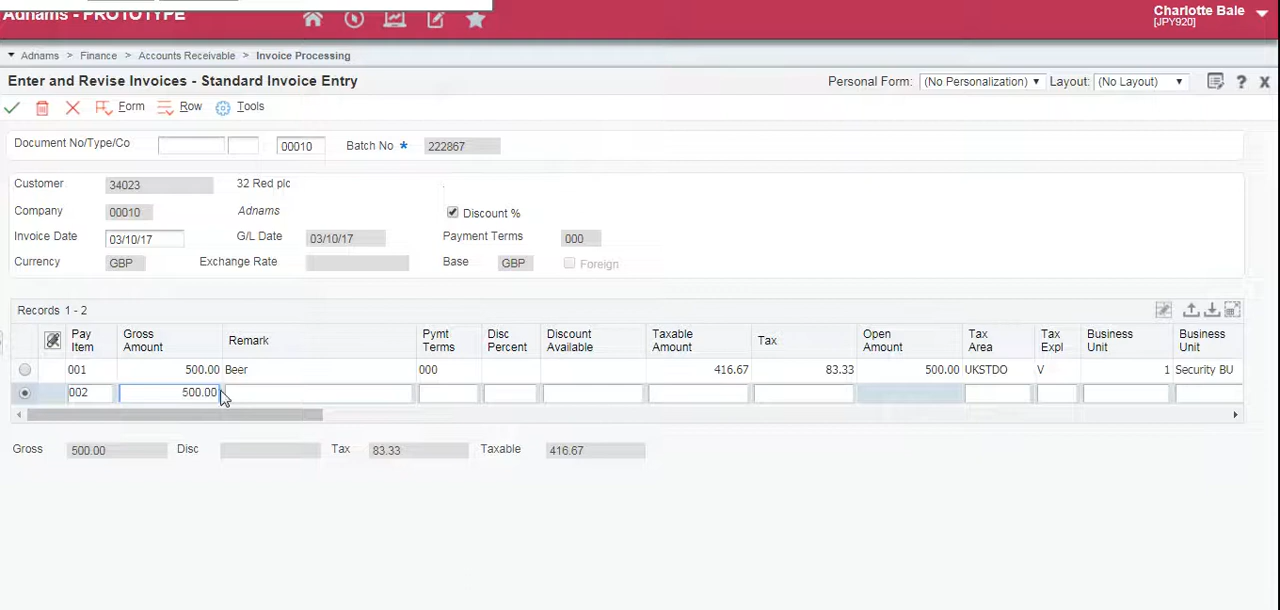 Adnams - PROTOTYPE
Charlotte Bale
[JPY920]
Adnams > Finance > Accounts Receivable > Invoice Processing
Enter and Revise Invoices - Standard Invoice Entry
Personal Form: (No Personalization) Layout: (No Layout)
Form Row Tools
Document No/Type/Co 00010 Batch No * 222867
Customer 34023 32 Red plc
Company 00010 Adnams Discount %
Invoice Date 03/10/17 G/L Date 03/10/17 Payment Terms 000
Currency GBP Exchange Rate Base GBP Foreign
Records 1 - 2
Pay Item Gross Amount Remark Pymt Terms Disc Percent Discount Available Taxable Amount Tax Open Amount Tax Area Tax Expl Business Unit Business Unit
001 500.00 Beer 000 416.67 83.33 500.00 UKSTDO V 1 Security BU
002 500.00
Gross 500.00 Disc Tax 83.33 Taxable 416.67